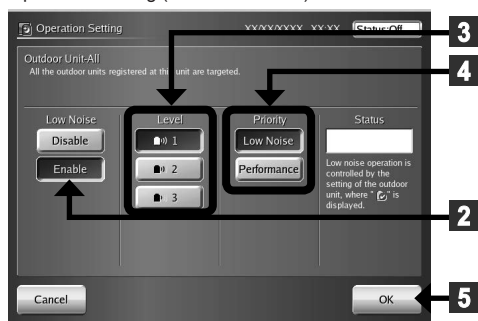 Operation Setting
XX/XX/XXXX XX:XX
Status:Off
3
Outdoor Unit-All
All the outdoor units registered at this unit are targeted.
4
Low Noise
Level
Priority
Status
Disable
1
Low Noise
Enable
2
Performance
3
Low noise operation is
controlled by the
setting of the outdoor
unit, where " " is
displayed.
2
Cancel
OK
5